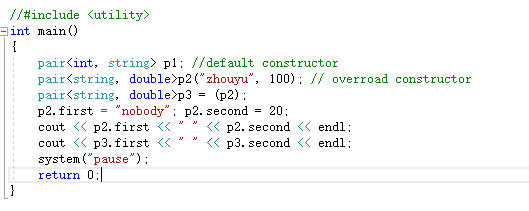 //#include <utility>
int main()
{
pair<int, string> p1; //default constructor
pair<string, double>p2("zhouyu", 100); // overroad constructor
pair<string, double>p3 = (p2);
p2.first = "nobody"; p2.second = 20;
cout << p2.first << " " << p2.second << endl;
cout << p3.first << " " << p3.second << endl;
system("pause");
return 0;
}